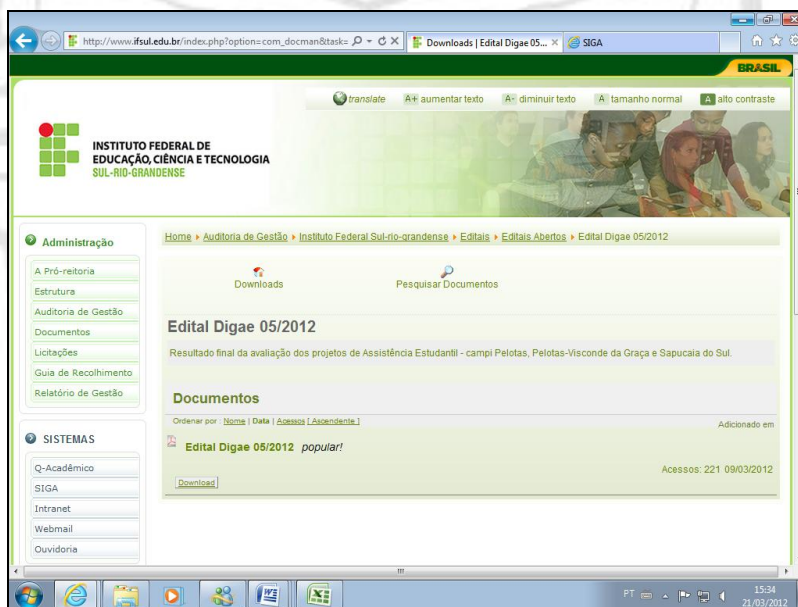 http://www.ifsul.edu.br/index.php?option=com_docman&task=
Downloads | Edital Digae 05...
SIGA
BRASIL
translate A+ aumentar texto A- diminuir texto A tamanho normal A alto contraste
INSTITUTO FEDERAL DE
EDUCAÇÃO, CIÊNCIA E TECNOLOGIA
SUL-RIO-GRANDENSE
Home Auditoria de Gestão Instituto Federal Sul-rio-grandense Editais Editais Abertos Edital Digae 05/2012
Administração
A Pró-reitoria
Estrutura
Auditoria de Gestão
Documentos
Licitações
Guia de Recolhimento
Relatório de Gestão
SISTEMAS
Q-Acadêmico
SIGA
Intranet
Webmail
Ouvidoria
Downloads Pesquisar Documentos
Edital Digae 05/2012
Resultado final da avaliação dos projetos de Assistência Estudantil - campi Pelotas, Pelotas-Visconde da Graça e Sapucaia do Sul.
Documentos
Ordenar por : Nome | Data | Acessos [ Ascendente ]
Adicionado em
Edital Digae 05/2012 popular!
Acessos: 221 09/03/2012
Download
PT 15:34
21/03/2012